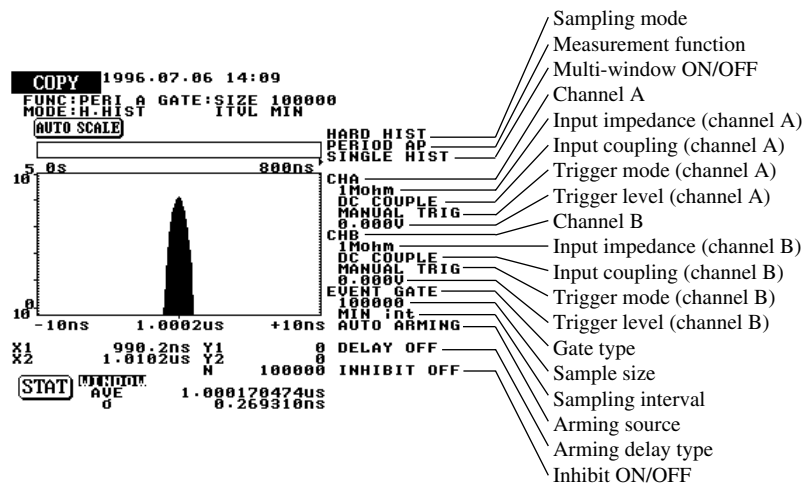 COPY 1996.07.06 14:09
FUNC:PERI A GATE:SIZE 100000
MODE:H.HIST ITVL MIN
AUTO SCALE
0s 800ns
10^5
10^0
-10ns 1.0002us +10ns
X1 990.2ns Y1 0
X2 1.0102us Y2 0
N 100000
STAT WINDOW
AVE 1.000170474us
σ 0.269310ns
HARD HIST
PERIOD AP
SINGLE HIST
CHA
1Mohm
DC COUPLE
MANUAL TRIG
0.000V
CHB
1Mohm
DC COUPLE
MANUAL TRIG
0.000V
EVENT GATE
100000
MIN int
AUTO ARMING
DELAY OFF
INHIBIT OFF
Sampling mode
Measurement function
Multi-window ON/OFF
Channel A
Input impedance (channel A)
Input coupling (channel A)
Trigger mode (channel A)
Trigger level (channel A)
Channel B
Input impedance (channel B)
Input coupling (channel B)
Trigger mode (channel B)
Trigger level (channel B)
Gate type
Sample size
Sampling interval
Arming source
Arming delay type
Inhibit ON/OFF